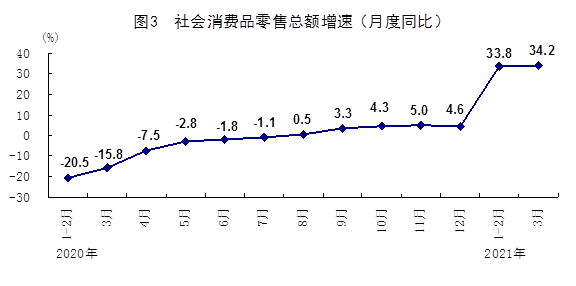 图3 社会消费品零售总额增速（月度同比）
(%)
40
30
20
10
0
-10
-20
-30
-20.5
-15.8
-7.5
-2.8
-1.8
-1.1
0.5
3.3
4.3
5.0
4.6
33.8
34.2
1-2月
3月
4月
5月
6月
7月
8月
9月
10月
11月
12月
1-2月
3月
2020年
2021年